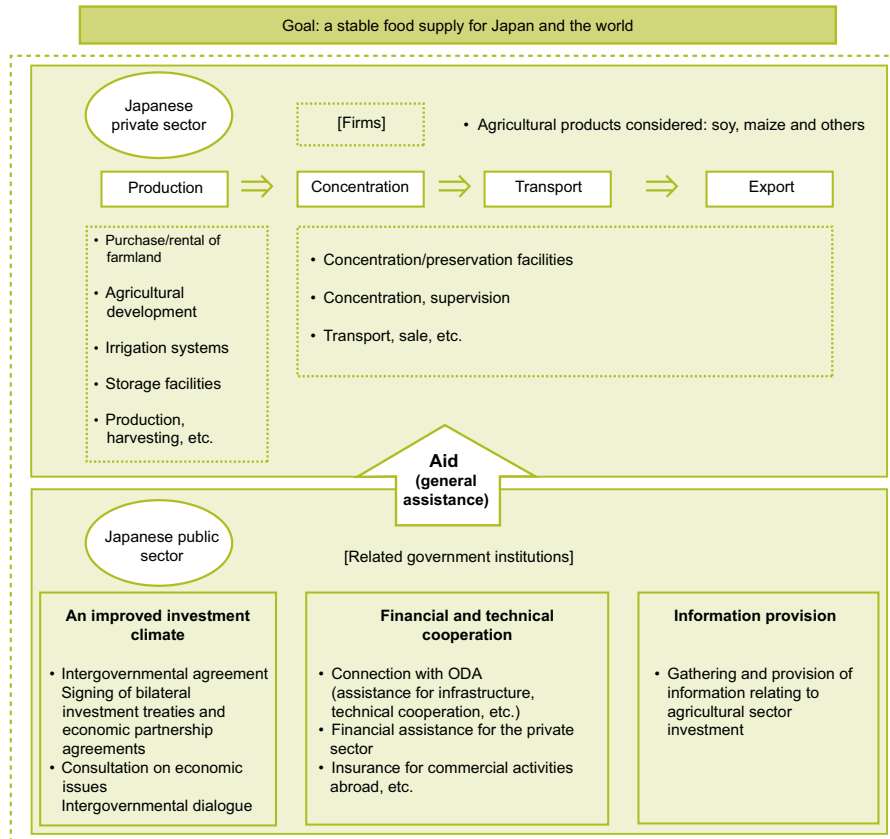 Goal: a stable food supply for Japan and the world
Japanese
private sector
[Firms]
• Agricultural products considered: soy, maize and others
Production
Concentration
Transport
Export
• Purchase/rental of
farmland
• Agricultural
development
• Irrigation systems
• Storage facilities
• Production,
harvesting, etc.
• Concentration/preservation facilities
• Concentration, supervision
• Transport, sale, etc.
Aid
(general
assistance)
Japanese public
sector
[Related government institutions]
An improved investment
climate
• Intergovernmental agreement
Signing of bilateral
investment treaties and
economic partnership
agreements
• Consultation on economic
issues
Intergovernmental dialogue
Financial and technical
cooperation
• Connection with ODA
(assistance for infrastructure,
technical cooperation, etc.)
• Financial assistance for the private
sector
• Insurance for commercial activities
abroad, etc.
Information provision
• Gathering and provision of
information relating to
agricultural sector
investment